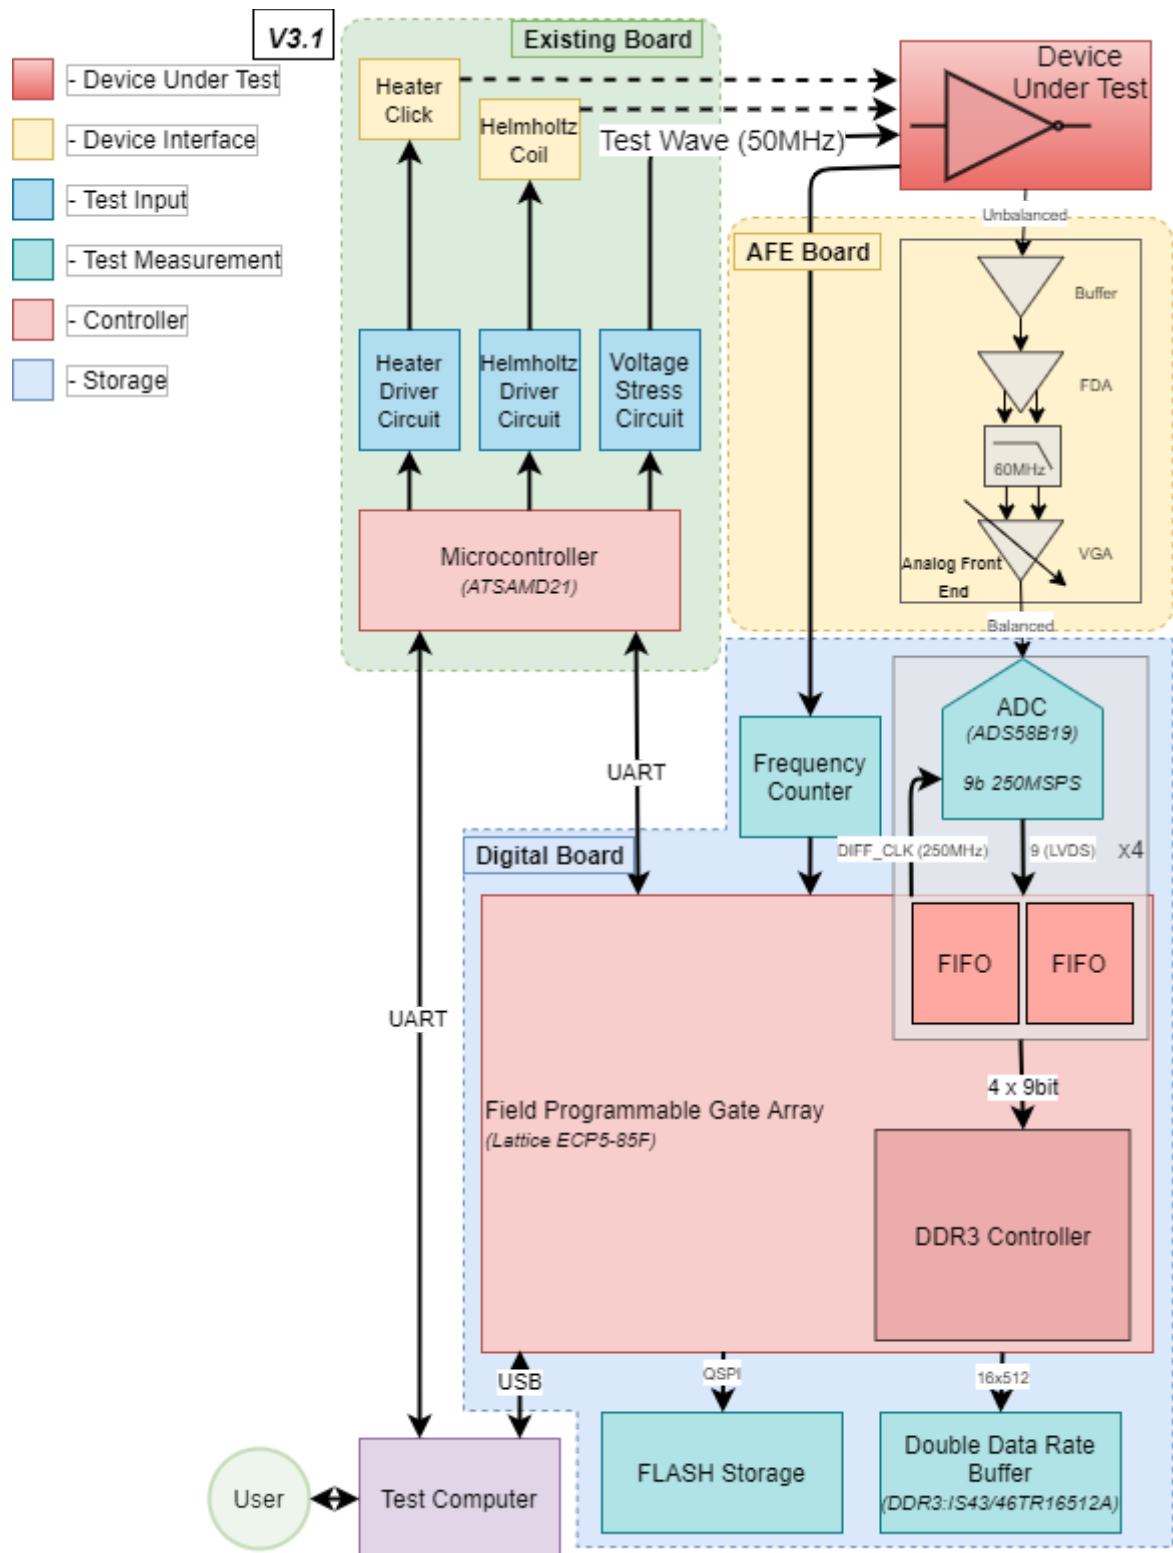 V3.1
- Device Under Test
- Device Interface
- Test Input
- Test Measurement
- Controller
- Storage
Existing Board
Heater
Click
Helmholtz
Coil
Test Wave (50MHz)
Device
Under Test
Heater
Driver
Circuit
Helmholtz
Driver
Circuit
Voltage
Stress
Circuit
Microcontroller
(ATSAMD21)
Unbalanced
AFE Board
Buffer
FDA
60MHz
VGA
Analog Front
End
Balanced
ADC
(ADS58B19)
9b 250MSPS
Frequency
Counter
UART
DIFF_CLK (250MHz)
9 (LVDS)
x4
Digital Board
FIFO
FIFO
UART
4 x 9bit
Field Programmable Gate Array
(Lattice ECP5-85F)
DDR3 Controller
USB
QSPI
16x512
User
Test Computer
FLASH Storage
Double Data Rate
Buffer
(DDR3:IS43/46TR16512A)